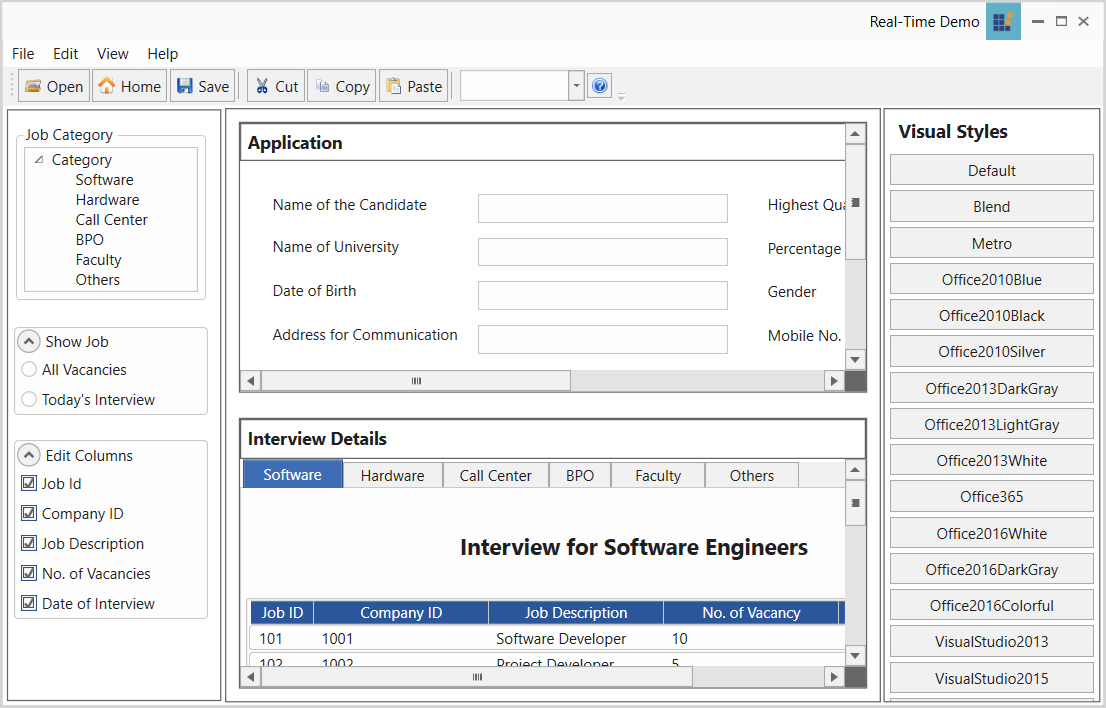 Real-Time Demo
File Edit View Help
Open Home Save Cut Copy Paste
Job Category
Category
Software
Hardware
Call Center
BPO
Faculty
Others
Show Job
All Vacancies
Today's Interview
Edit Columns
Job Id
Company ID
Job Description
No. of Vacancies
Date of Interview
Application
Name of the Candidate
Name of University
Date of Birth
Address for Communication
Highest Qua
Percentage
Gender
Mobile No.
Interview Details
Software Hardware Call Center BPO Faculty Others
Interview for Software Engineers
Job ID Company ID Job Description No. of Vacancy
101 1001 Software Developer 10
102 1002 Project Developer 5
Visual Styles
Default
Blend
Metro
Office2010Blue
Office2010Black
Office2010Silver
Office2013DarkGray
Office2013LightGray
Office2013White
Office365
Office2016White
Office2016DarkGray
Office2016Colorful
VisualStudio2013
VisualStudio2015